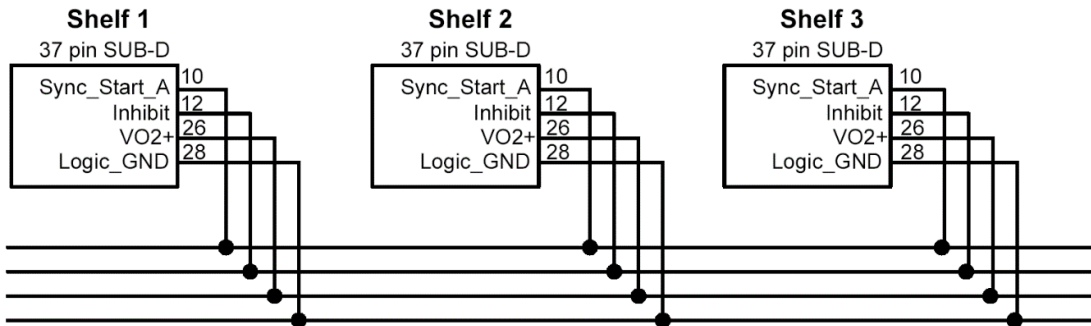 Shelf 1
37 pin SUB-D
Sync_Start_A 10
Inhibit 12
VO2+ 26
Logic_GND 28
Shelf 2
37 pin SUB-D
Sync_Start_A 10
Inhibit 12
VO2+ 26
Logic_GND 28
Shelf 3
37 pin SUB-D
Sync_Start_A 10
Inhibit 12
VO2+ 26
Logic_GND 28